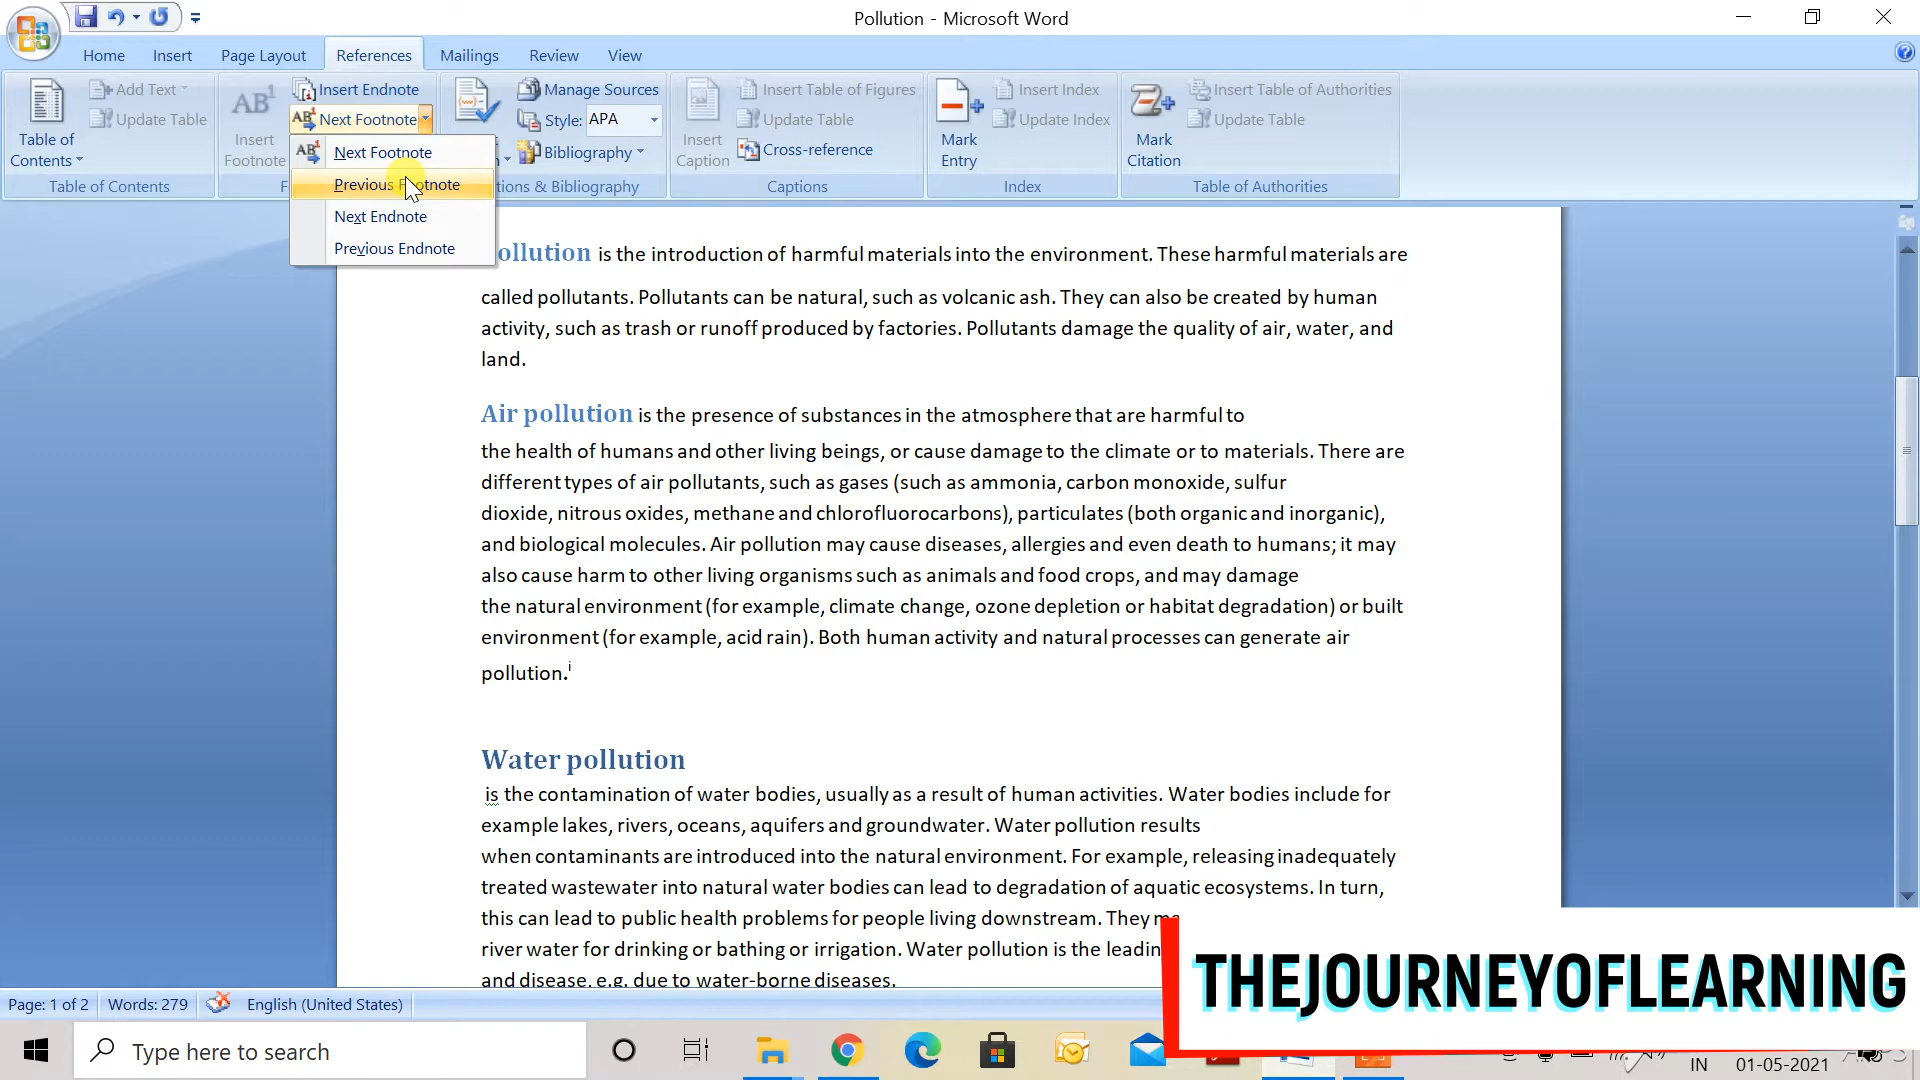 Pollution - Microsoft Word
Home Insert Page Layout References Mailings Review View
Table of Contents
Add Text
Update Table
Table of Contents
AB¹
Insert Footnote
Insert Endnote
Next Footnote
Next Footnote
Previous Footnote
Next Endnote
Previous Endnote
Manage Sources
Style: APA
Bibliography
tions & Bibliography
Insert Caption
Insert Table of Figures
Update Table
Cross-reference
Captions
Mark Entry
Insert Index
Update Index
Index
Mark Citation
Insert Table of Authorities
Update Table
Table of Authorities
ollution is the introduction of harmful materials into the environment. These harmful materials are
called pollutants. Pollutants can be natural, such as volcanic ash. They can also be created by human
activity, such as trash or runoff produced by factories. Pollutants damage the quality of air, water, and
land.
Air pollution is the presence of substances in the atmosphere that are harmful to
the health of humans and other living beings, or cause damage to the climate or to materials. There are
different types of air pollutants, such as gases (such as ammonia, carbon monoxide, sulfur
dioxide, nitrous oxides, methane and chlorofluorocarbons), particulates (both organic and inorganic),
and biological molecules. Air pollution may cause diseases, allergies and even death to humans; it may
also cause harm to other living organisms such as animals and food crops, and may damage
the natural environment (for example, climate change, ozone depletion or habitat degradation) or built
environment (for example, acid rain). Both human activity and natural processes can generate air
pollution.ⁱ
Water pollution
is the contamination of water bodies, usually as a result of human activities. Water bodies include for
example lakes, rivers, oceans, aquifers and groundwater. Water pollution results
when contaminants are introduced into the natural environment. For example, releasing inadequately
treated wastewater into natural water bodies can lead to degradation of aquatic ecosystems. In turn,
this can lead to public health problems for people living downstream. They
river water for drinking or bathing or irrigation. Water pollution is the
and disease, e.g. due to water-borne diseases.
THEJOURNEYOFLEARNING
Page: 1 of 2 Words: 279 English (United States)
Type here to search
IN 01-05-2021